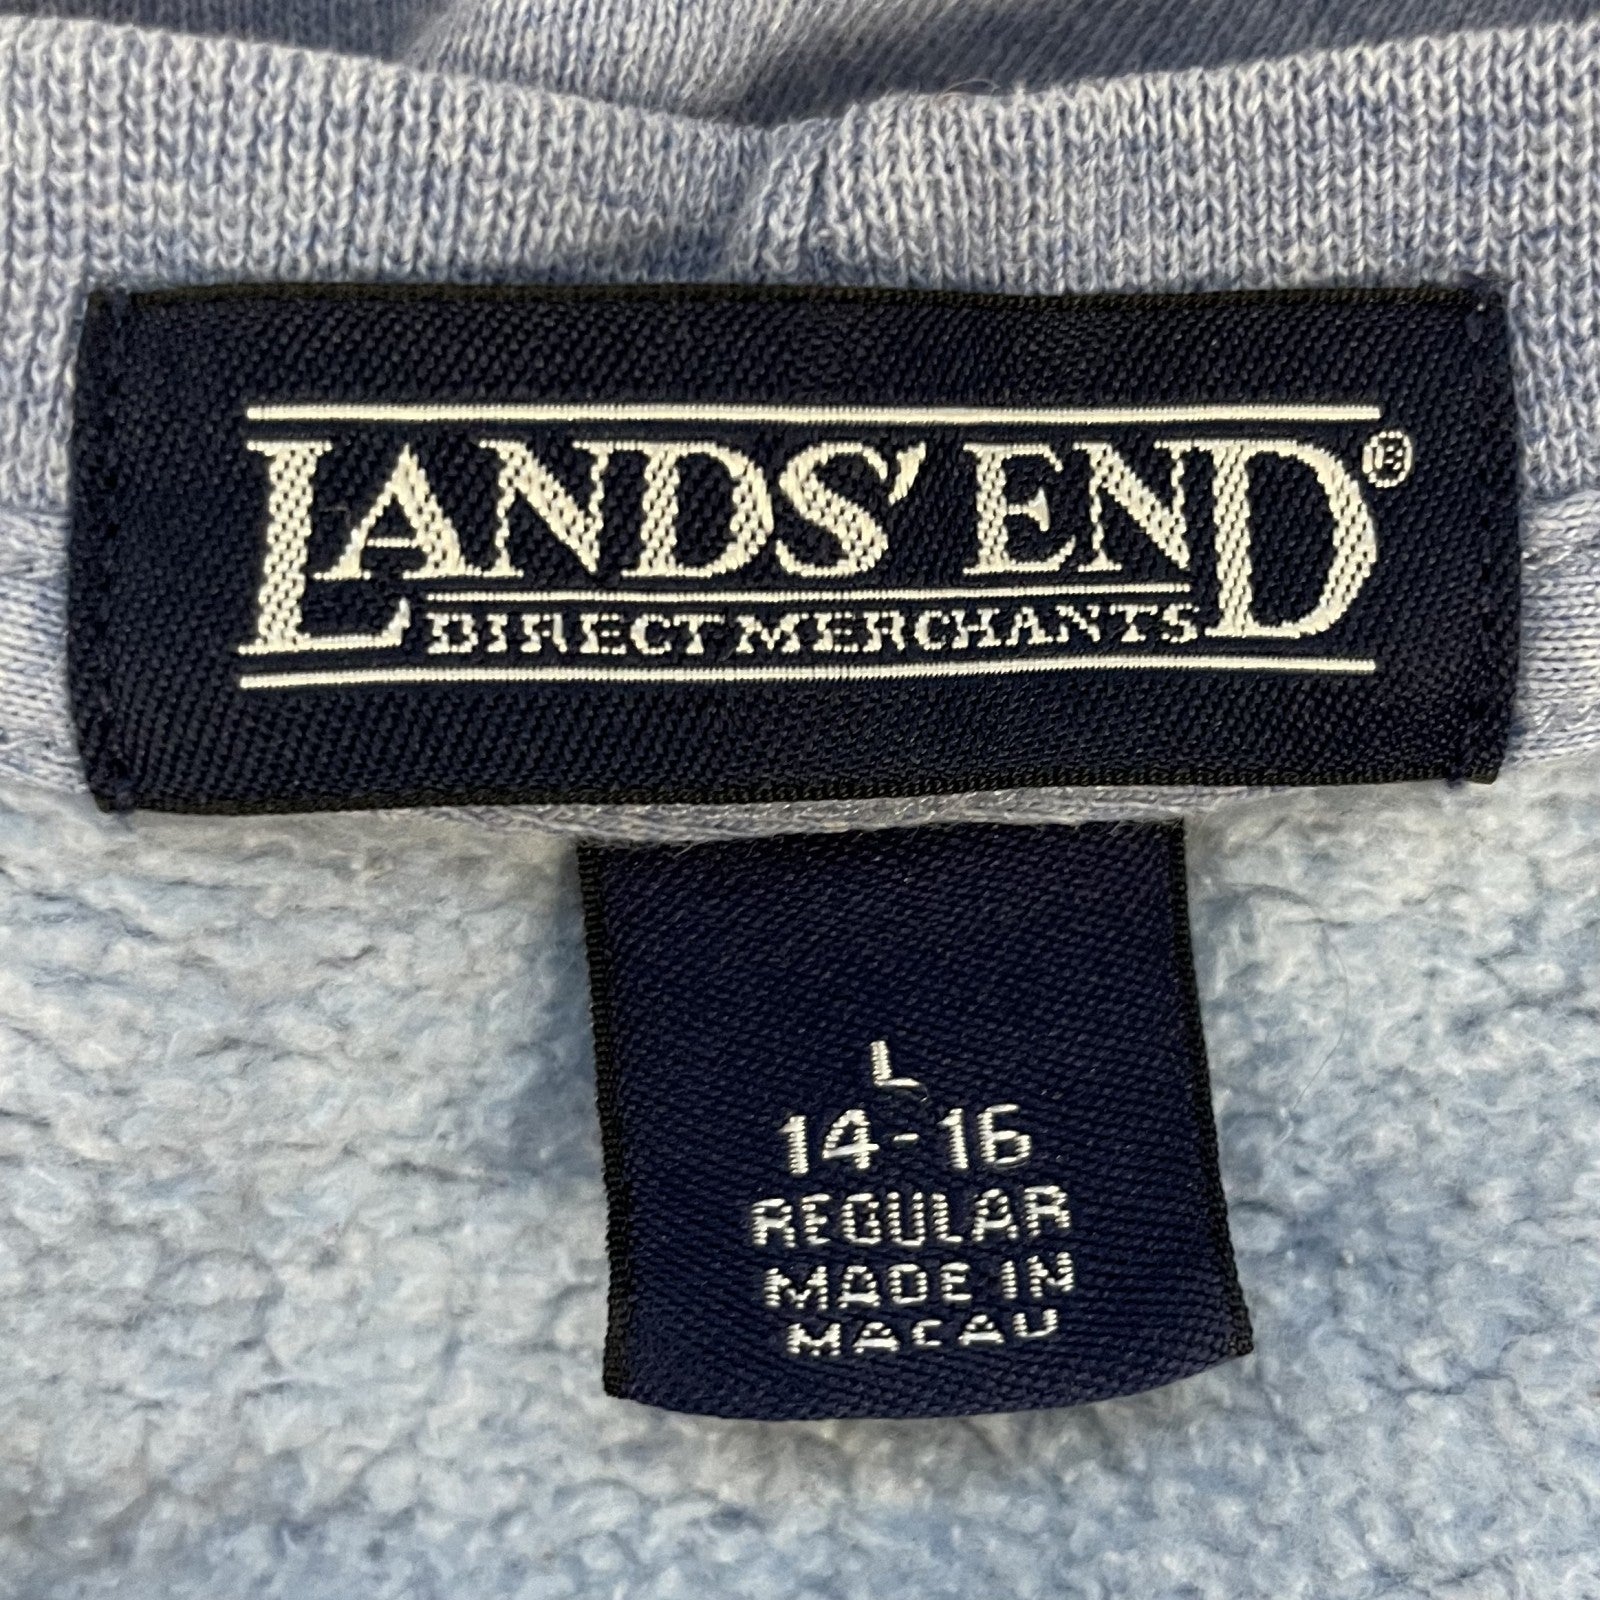 LANDS' END®
DIRECT MERCHANTS
L
14-16
REGULAR
MADE IN
MACAU